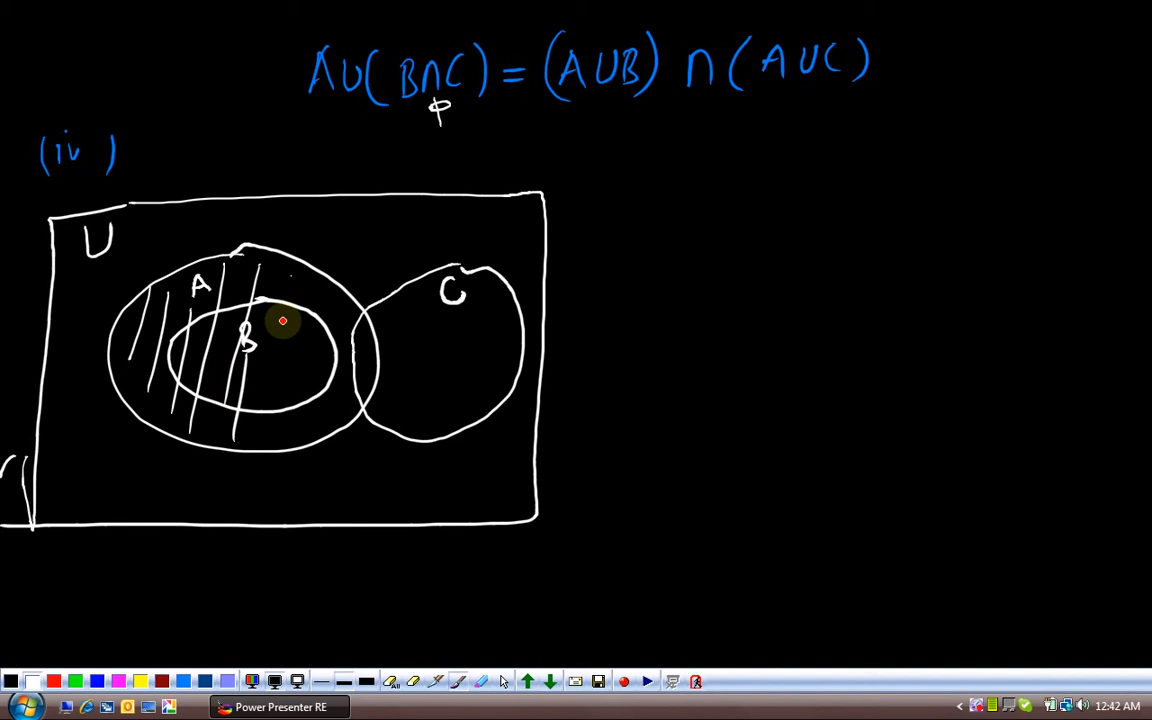 A∪(B∩C) = (A∪B) ∩ (A∪C)
φ
(iv)
U
A
C
B
Power Presenter RE
12:42 AM